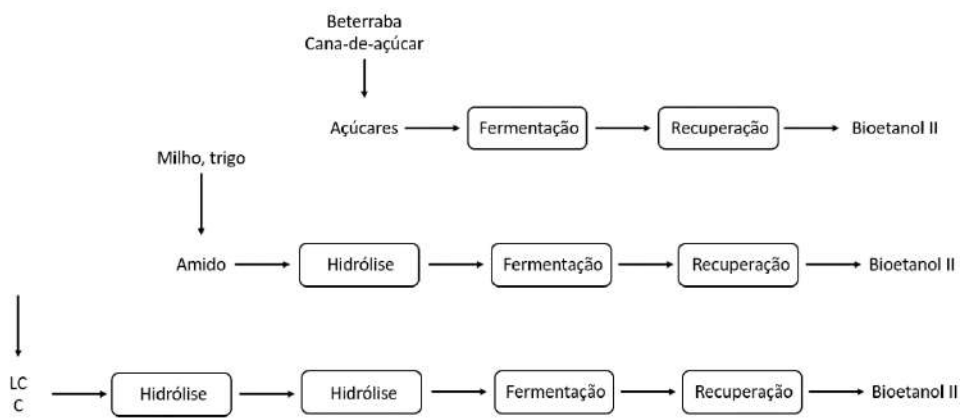 Beterraba
Cana-de-açúcar
Açúcares Fermentação Recuperação Bioetanol II
Milho, trigo
Amido Hidrólise Fermentação Recuperação Bioetanol II
LC
C
Hidrólise Hidrólise Fermentação Recuperação Bioetanol II